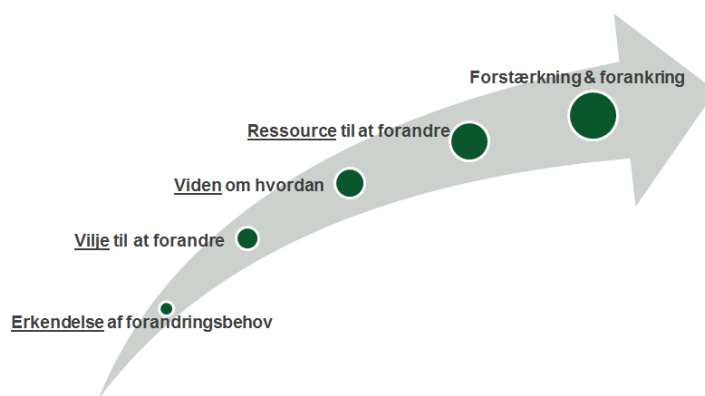 Forstærkning & forankring
Ressource til at forandre
Viden om hvordan
Vilje til at forandre
Erkendelse af forandringsbehov